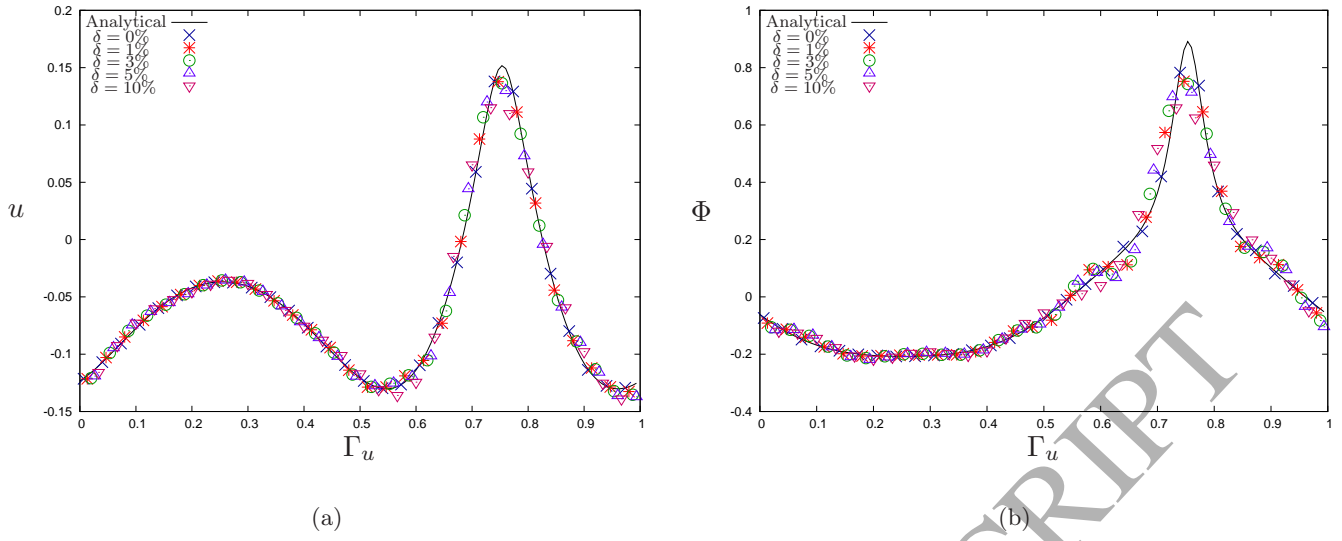 0.2
0.15
0.1
0.05
0
-0.05
-0.1
-0.15
u
Analytical
δ = 0%
δ = 1%
δ = 3%
δ = 5%
δ = 10%
0 0.1 0.2 0.3 0.4 0.5 0.6 0.7 0.8 0.9 1
Γu
(a)
1
0.8
0.6
0.4
0.2
0
-0.2
-0.4
Φ
Analytical
δ = 0%
δ = 1%
δ = 3%
δ = 5%
δ = 10%
0 0.1 0.2 0.3 0.4 0.5 0.6 0.7 0.8 0.9 1
Γu
(b)
CRIPT